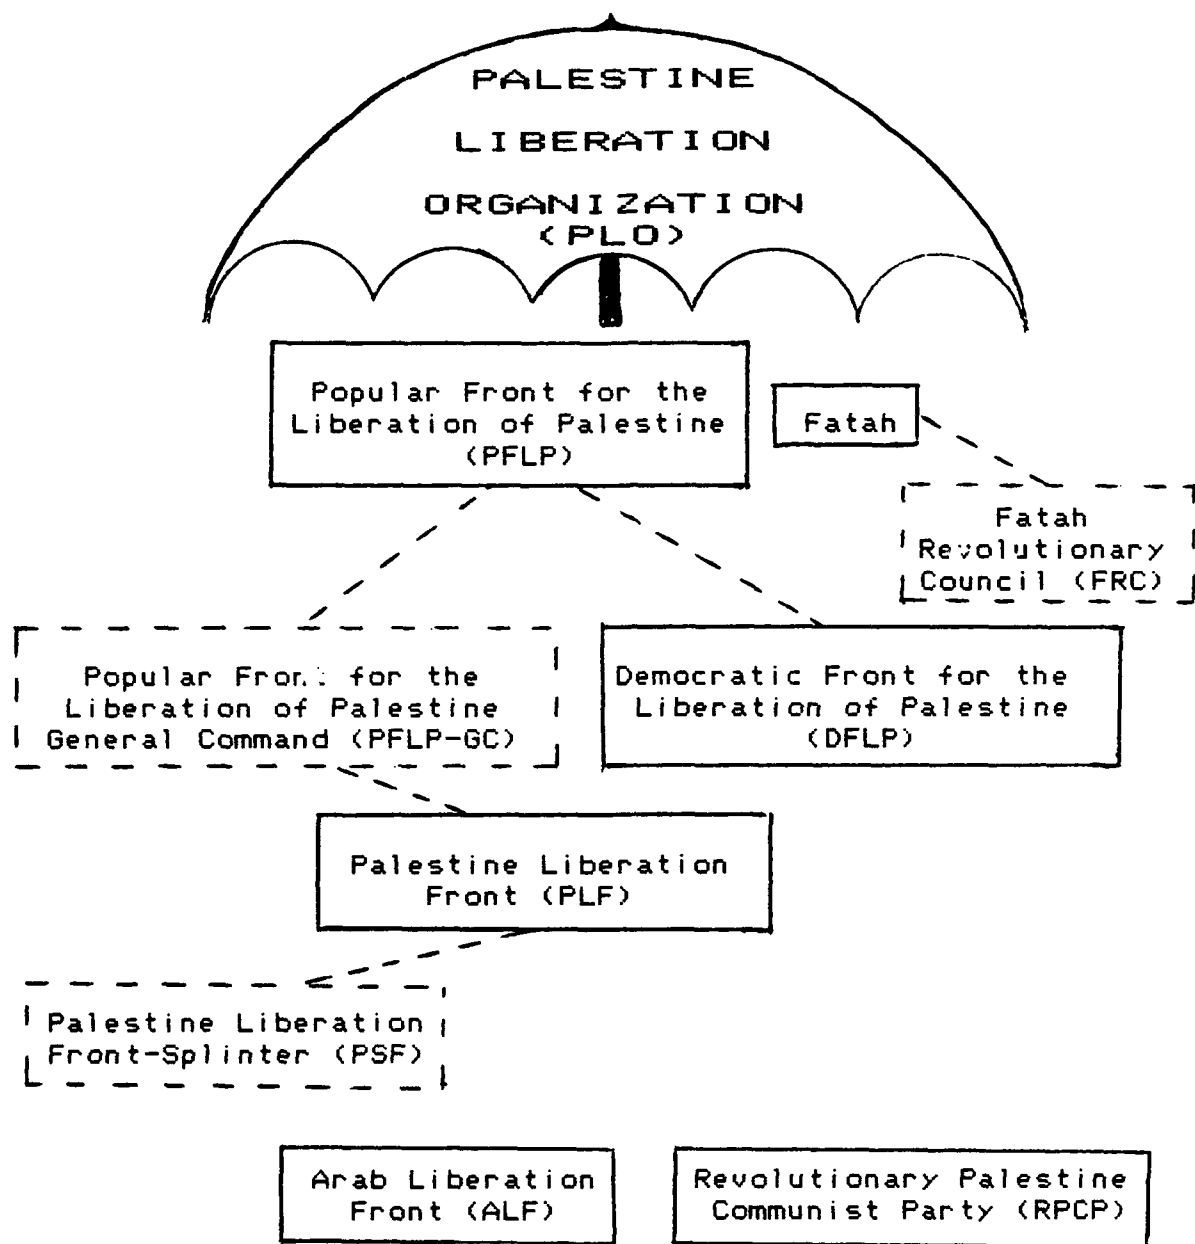 PALESTINE
LIBERATION
ORGANIZATION
(PLO)
Popular Front for the
Liberation of Palestine
(PFLP)
Fatah
Fatah
Revolutionary
Council (FRC)
Popular Front for the
Liberation of Palestine
General Command (PFLP-GC)
Democratic Front for the
Liberation of Palestine
(DFLP)
Palestine Liberation
Front (PLF)
Palestine Liberation
Front-Splinter (PSF)
Arab Liberation
Front (ALF)
Revolutionary Palestine
Communist Party (RPCP)